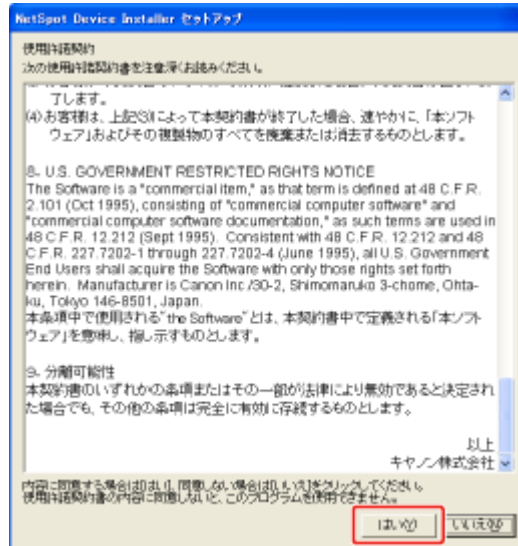 NetSpot Device Installer セットアップ
使用許諾契約
次の使用許諾契約書を注意深くお読みください。
了します。
(4)お客様は、上記(3)によって本契約書が終了した場合、速やかに、「本ソフト
ウェア」およびその複製物のすべてを廃棄または消去するものとします。
8. U.S. GOVERNMENT RESTRICTED RIGHTS NOTICE
The Software is a "commercial item," as that term is defined at 48 C.F.R.
2.101 (Oct 1995), consisting of "commercial computer software" and
"commercial computer software documentation," as such terms are used in
48 C.F.R. 12.212 (Sept 1995). Consistent with 48 C.F.R. 12.212 and 48
C.F.R. 227.7202-1 through 227.7202-4 (June 1995), all U.S. Government
End Users shall acquire the Software with only those rights set forth
herein. Manufacturer is Canon Inc./30-2, Shimomaruko 3-chome, Ohta-
ku, Tokyo 146-8501, Japan.
本条項中で使用される"the Software"とは、本契約書中で定義される「本ソフト
ウェア」を意味し、指し示すものとします。
9. 分離可能性
本契約書のいずれかの条項またはその一部が法律により無効であると決定され
た場合でも、その他の条項は完全に有効に存続するものとします。
以上
キヤノン株式会社
内容に同意する場合は[はい]、同意しない場合は[いいえ]をクリックしてください。
使用許諾契約書の内容に同意しないと、このプログラムを使用できません。
はい(Y)
いいえ(N)